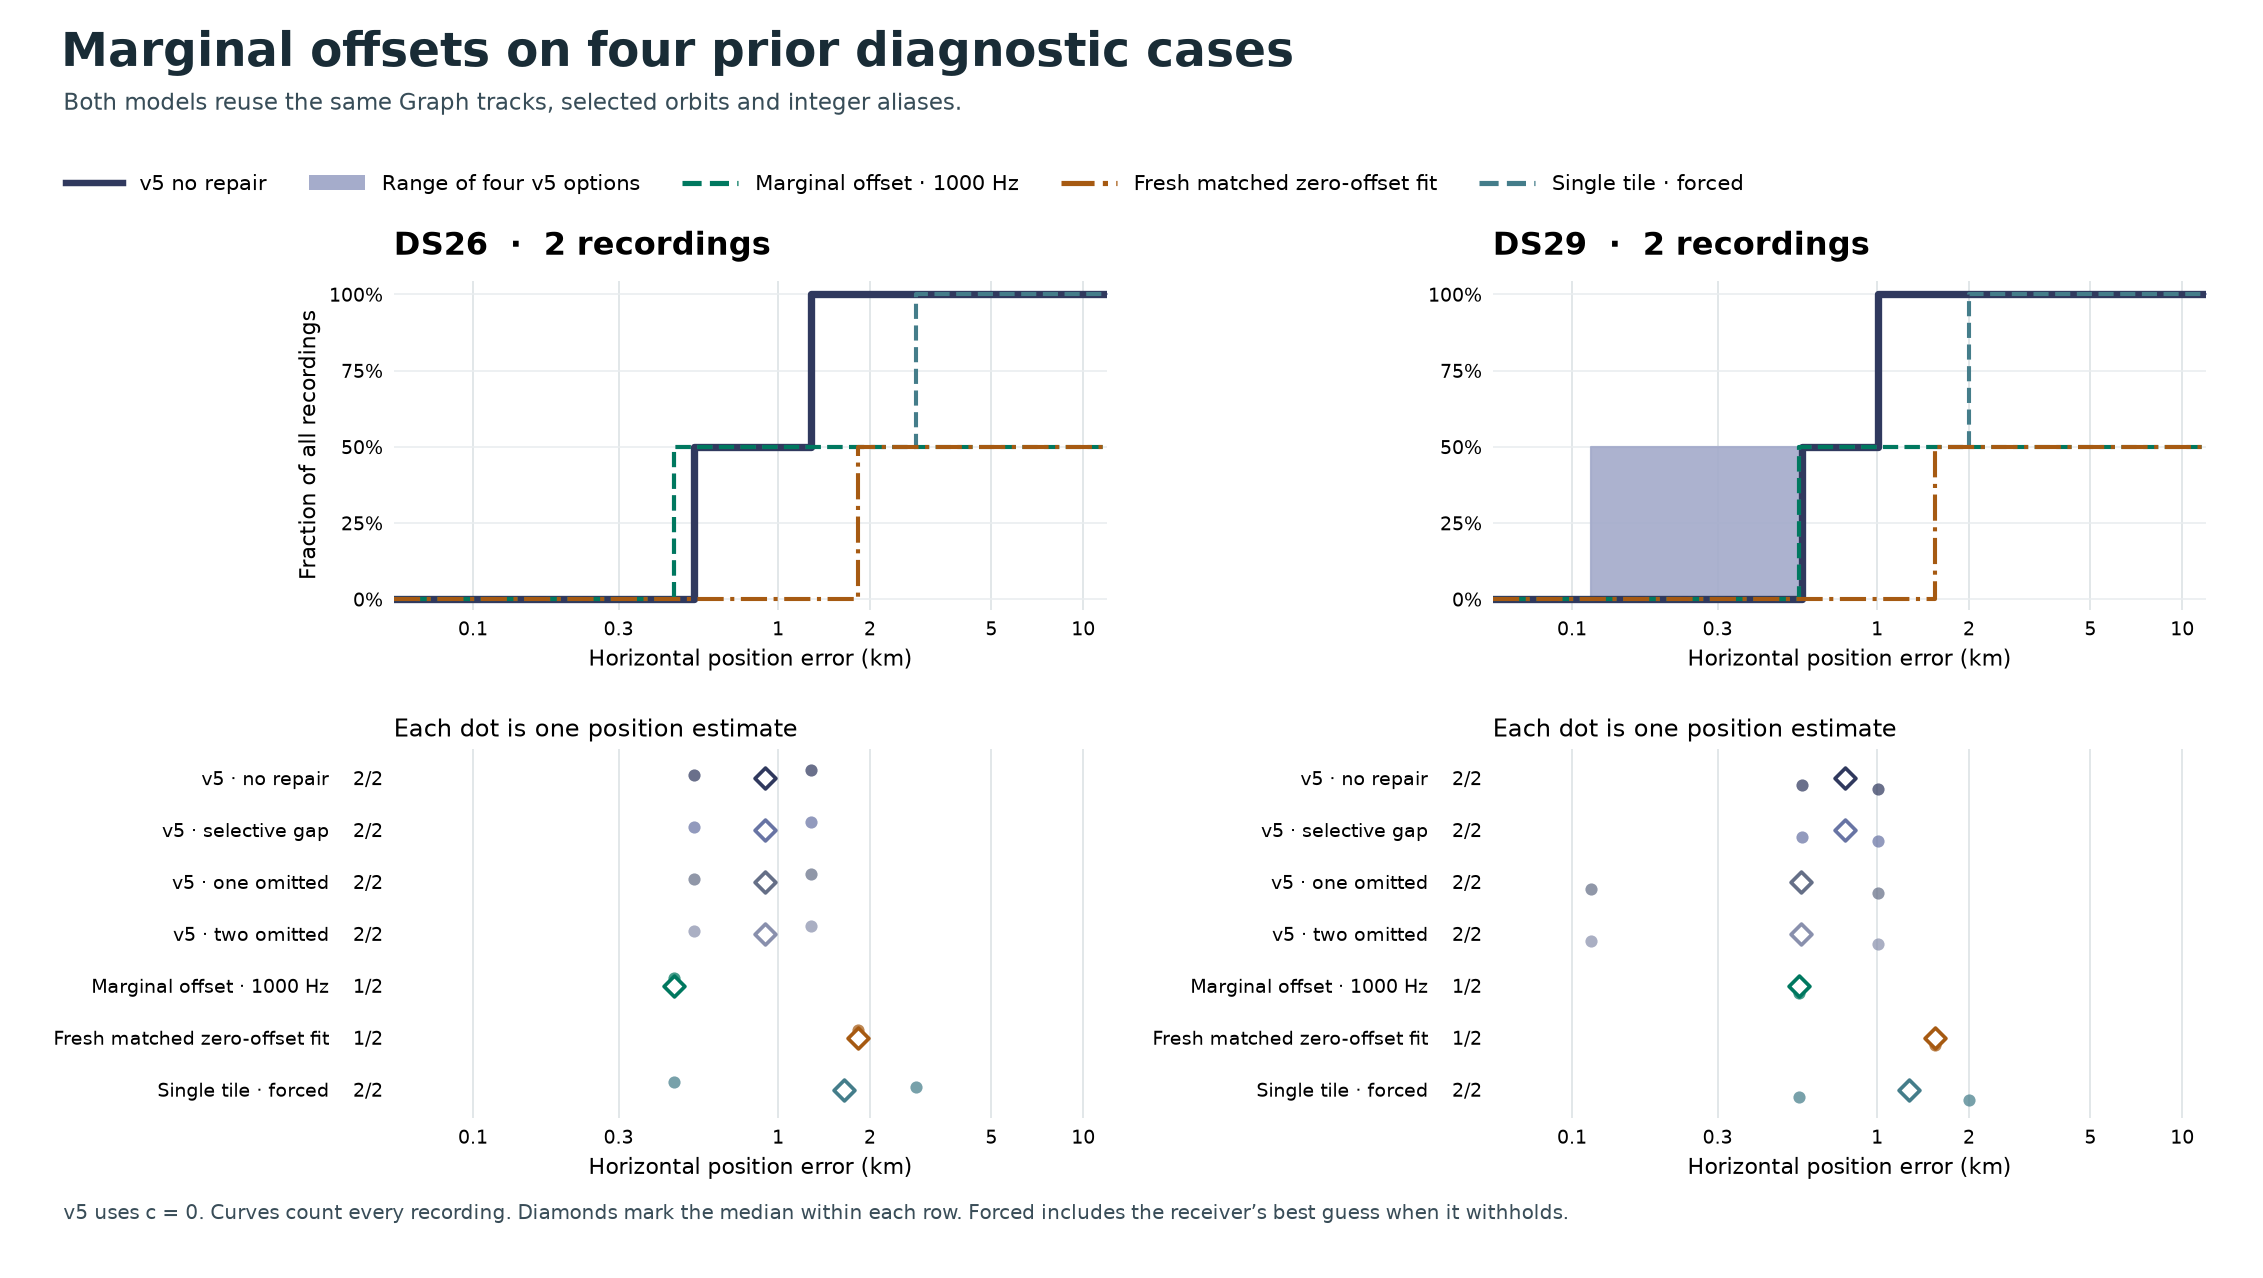 Marginal offsets on four prior diagnostic cases
Both models reuse the same Graph tracks, selected orbits and integer aliases.
v5 no repair
Range of four v5 options
Marginal offset · 1000 Hz
Fresh matched zero-offset fit
Single tile · forced
DS26 · 2 recordings
100%
75%
50%
25%
0%
Fraction of all recordings
0.1 0.3 1 2 5 10
Horizontal position error (km)
DS29 · 2 recordings
100%
75%
50%
25%
0%
0.1 0.3 1 2 5 10
Horizontal position error (km)
Each dot is one position estimate
v5 · no repair 2/2
v5 · selective gap 2/2
v5 · one omitted 2/2
v5 · two omitted 2/2
Marginal offset · 1000 Hz 1/2
Fresh matched zero-offset fit 1/2
Single tile · forced 2/2
0.1 0.3 1 2 5 10
Horizontal position error (km)
Each dot is one position estimate
v5 · no repair 2/2
v5 · selective gap 2/2
v5 · one omitted 2/2
v5 · two omitted 2/2
Marginal offset · 1000 Hz 1/2
Fresh matched zero-offset fit 1/2
Single tile · forced 2/2
0.1 0.3 1 2 5 10
Horizontal position error (km)
v5 uses c = 0. Curves count every recording. Diamonds mark the median within each row. Forced includes the receiver’s best guess when it withholds.